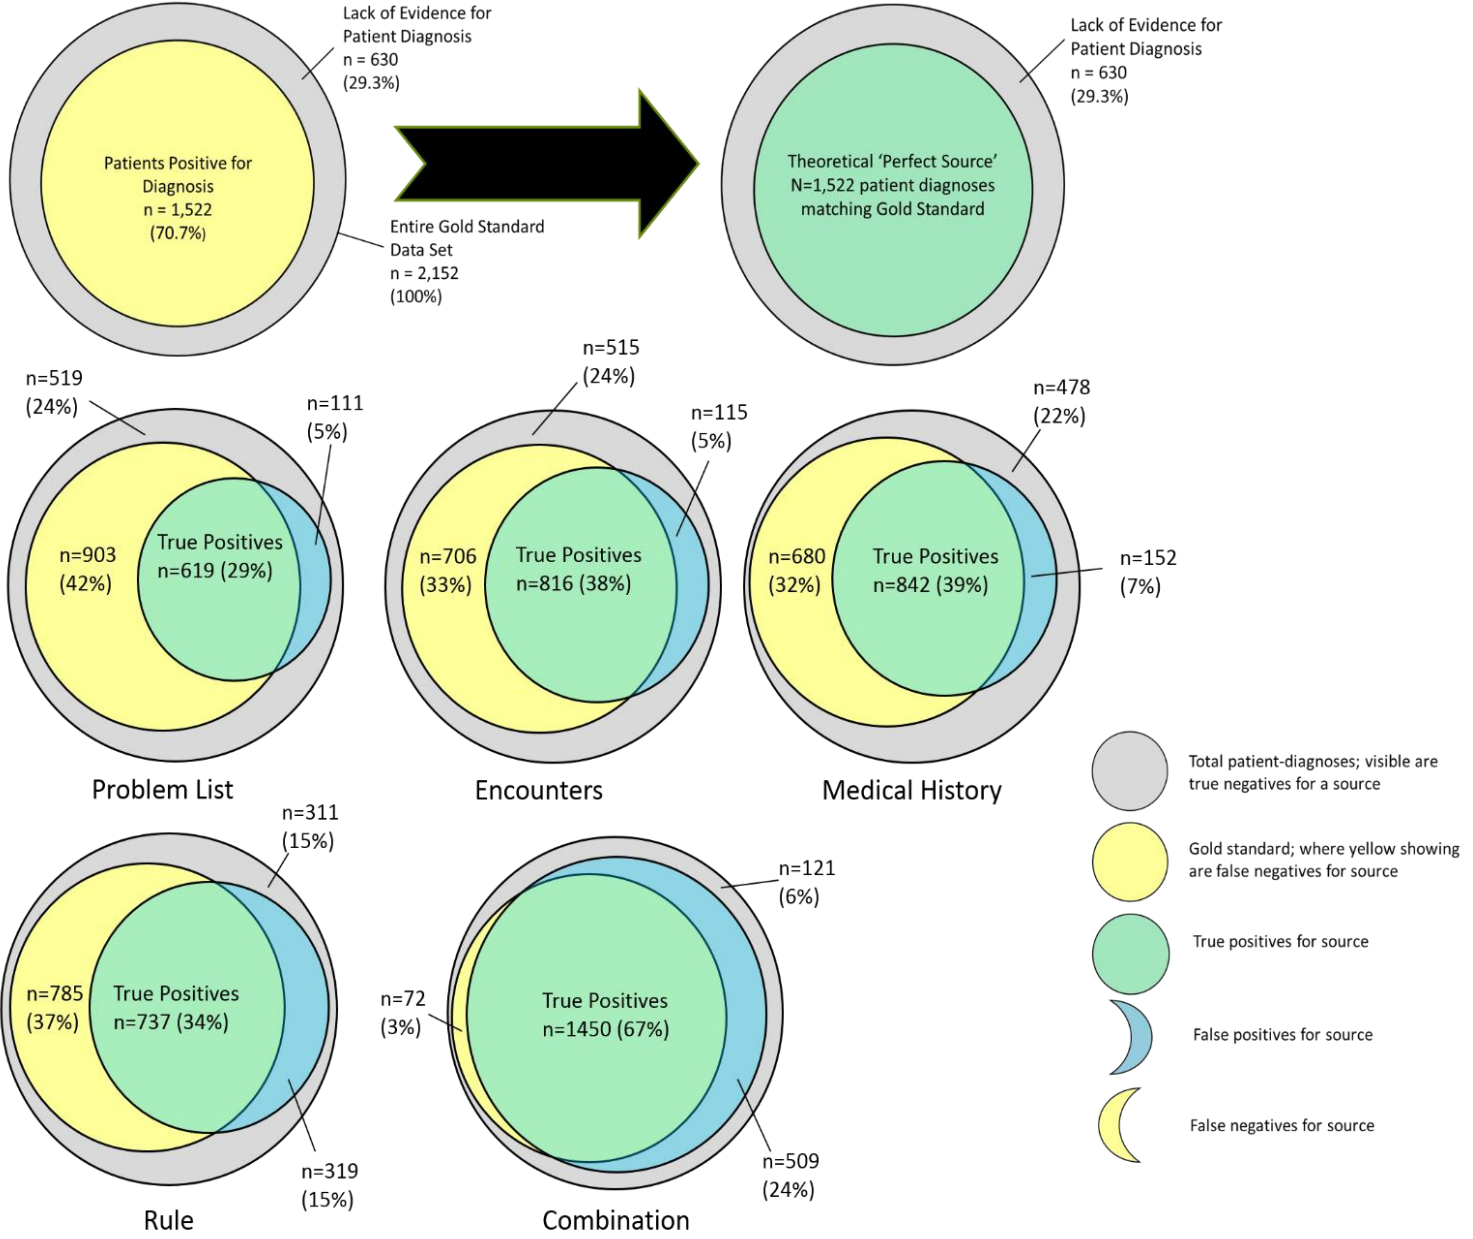 Lack of Evidence for
Patient Diagnosis
n = 630
(29.3%)
Patients Positive for
Diagnosis
n = 1,522
(70.7%)
Entire Gold Standard
Data Set
n = 2,152
(100%)
Lack of Evidence for
Patient Diagnosis
n = 630
(29.3%)
Theoretical ‘Perfect Source’
N=1,522 patient diagnoses
matching Gold Standard
n=519
(24%)
n=111
(5%)
n=903
(42%)
True Positives
n=619 (29%)
Problem List
n=515
(24%)
n=115
(5%)
n=706
(33%)
True Positives
n=816 (38%)
Encounters
n=478
(22%)
n=680
(32%)
True Positives
n=842 (39%)
n=152
(7%)
Medical History
n=311
(15%)
n=785
(37%)
True Positives
n=737 (34%)
n=319
(15%)
Rule
n=121
(6%)
n=72
(3%)
True Positives
n=1450 (67%)
n=509
(24%)
Combination
Total patient-diagnoses; visible are
true negatives for a source
Gold standard; where yellow showing
are false negatives for source
True positives for source
False positives for source
False negatives for source